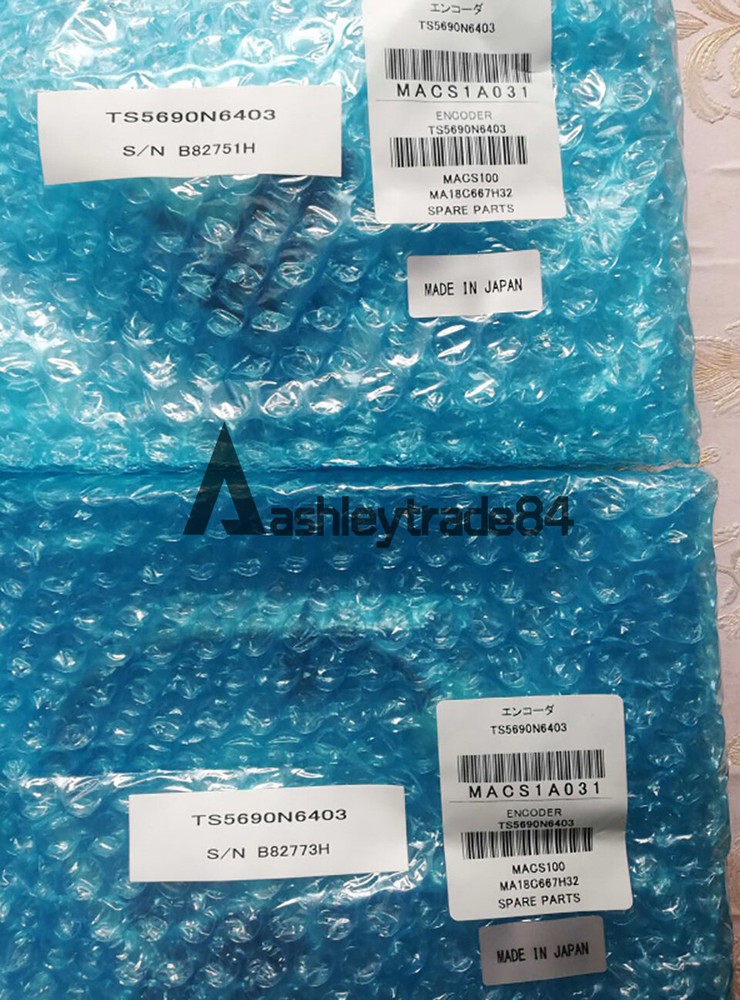 エンコーダ
TS5690N6403
MACS1A031
ENCODER
TS5690N6403
MACS100
MA18C667H32
SPARE PARTS
TS5690N6403
S/N B82751H
MADE IN JAPAN
Aashleytrade84
エンコーダ
TS5690N6403
MACS1A031
ENCODER
TS5690N6403
MACS100
MA18C667H32
SPARE PARTS
TS5690N6403
S/N B82773H
MADE IN JAPAN